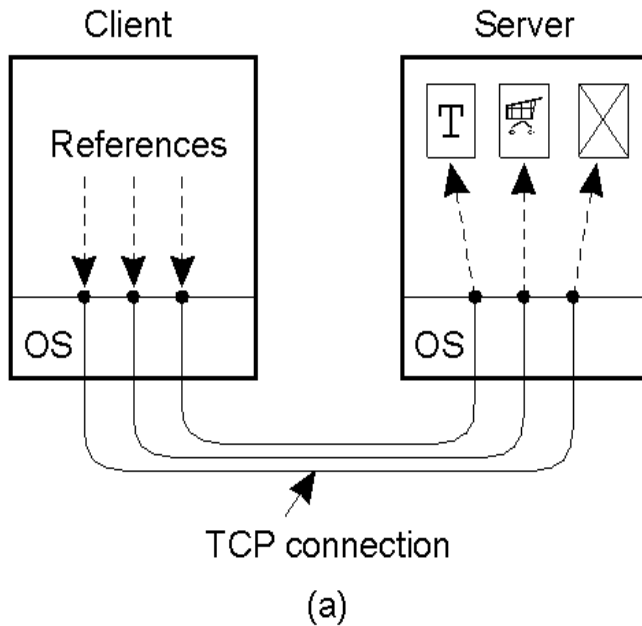 Client
Server
T
References
OS
OS
TCP connection
(a)